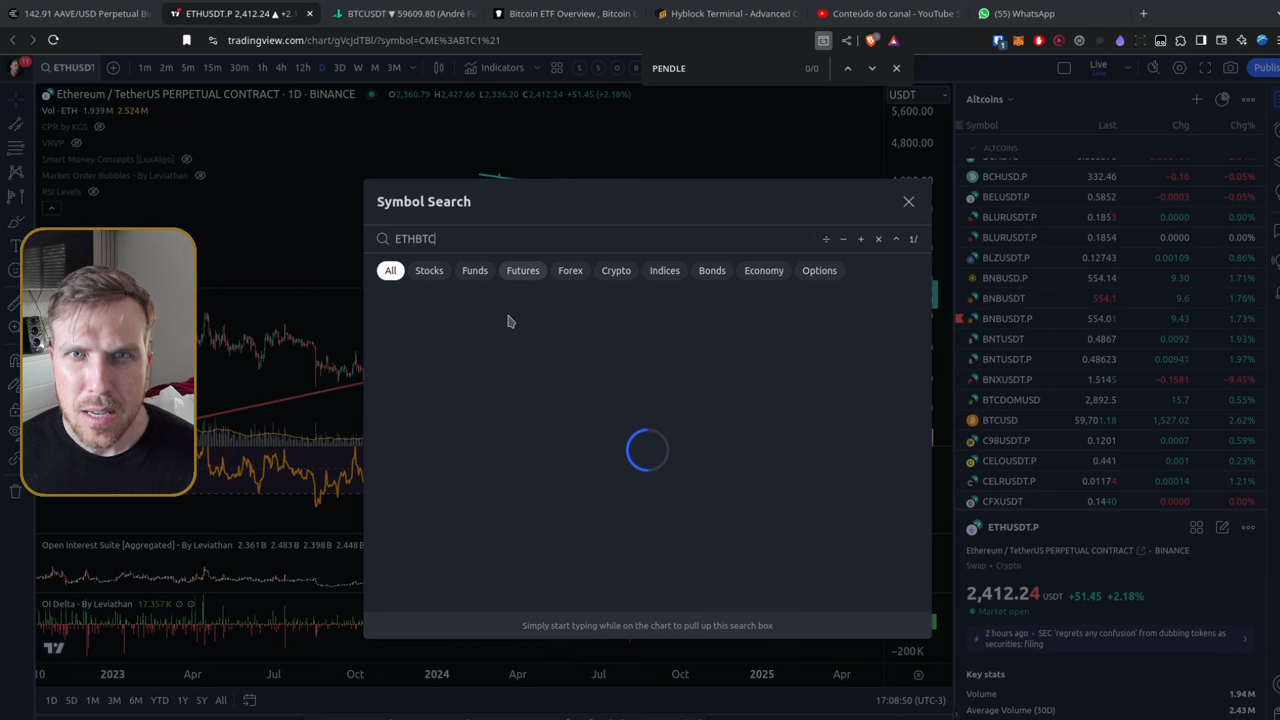 142.91 AAVE/USD Perpetual Bi
ETHUSDT.P 2,412.24 ▲ +2.1
BTCUSDT ▼ 59609.80 (André Fa
Bitcoin ETF Overview , Bitcoin E
Hyblock Terminal - Advanced C
Conteúdo do canal - YouTube S
(55) WhatsApp
tradingview.com/chart/gVcJdTbl/?symbol=CME%3ABTC1%21
11
ETHUSDT
1m 2m 5m 15m 30m 1h 4h 12h D 3D W M 3M
Indicators
S S S R
PENDLE
0/0
Live
Save
Publis
Ethereum / TetherUS PERPETUAL CONTRACT · 1D · BINANCE
O2,360.79 H2,427.66 L2,336.20 C2,412.24 +51.45 (+2.18%)
USDT
Vol · ETH 1.939M 2.524M
CPR by KGS
VRVP
Smart Money Concepts [LuxAlgo]
Market Order Bubbles - By Leviathan
RSI Levels
5,600.00
4,800.00
Symbol Search
ETHBTC
1/
All Stocks Funds Futures Forex Crypto Indices Bonds Economy Options
Simply start typing while on the chart to pull up this search box
Open Interest Suite [Aggregated] - By Leviathan 2.361B 2.483B 2.398B 2.448B
OI Delta - By Leviathan 17.357K
−200K
10 2023 Apr Jul Oct 2024 Apr Jul Oct 2025 Apr
1D 5D 1M 3M 6M YTD 1Y 5Y All
17:08:50 (UTC-3)
Altcoins
Symbol Last Chg Chg%
ALTCOINS
BCHUSD.P 332.46 −0.16 −0.05%
BELUSDT.P 0.5852 −0.0003 −0.05%
BLURUSDT.P 0.1853 0.0000 0.00%
BLURUSDT.P 0.1850 0.0000 0.00%
BLZUSDT.P 0.12743 0.00109 0.86%
BNBUSD.P 554.14 9.30 1.71%
BNBUSDT 554.1 9.6 1.76%
BNBUSDT.P 554.01 9.43 1.73%
BNTUSDT 0.4867 0.0092 1.93%
BNTUSDT.P 0.48623 0.00941 1.97%
BNXUSDT.P 1.5145 −0.1581 −9.45%
BTCDOMUSD 2,892.5 15.7 0.55%
BTCUSD 59,701.18 1,527.02 2.62%
C98USDT.P 0.1201 0.0007 0.59%
CELOUSDT.P 0.441 0.001 0.23%
CELRUSDT.P 0.01174 0.00014 1.21%
CFXUSDT 0.1440 0.0000 0.00%
ETHUSDT.P
Ethereum / TetherUS PERPETUAL CONTRACT • BINANCE
Swap • Crypto
2,412.24 USDT +51.45 +2.18%
Market open
2 hours ago • SEC 'regrets any confusion' from dubbing tokens as
securities: filing
Key stats
Volume 1.94M
Average Volume (30D) 2.43M